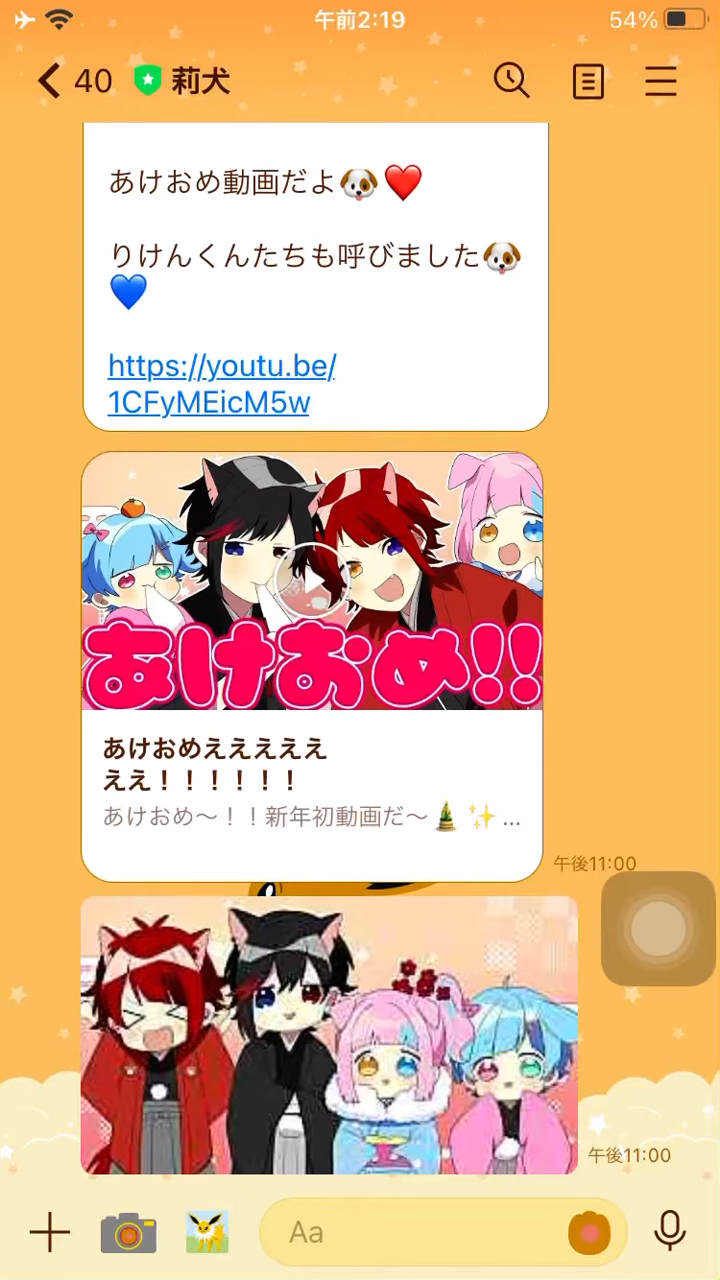 午前2:19
54%
40 莉犬
あけおめ動画だよ🐶❤️
りけんくんたちも呼びました🐶
💙
https://youtu.be/
1CFyMEicM5w
あけおめ!!
あけおめえええええ
ええ！！！！！！
あけおめ〜！！新年初動画だ〜🎍✨...
午後11:00
午後11:00
Aa